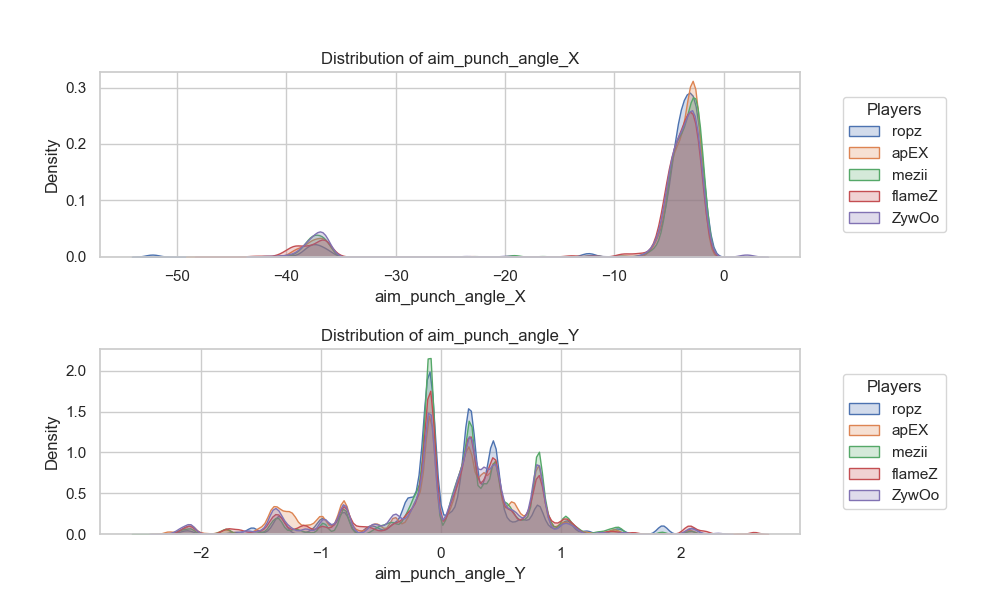 Distribution of aim_punch_angle_X
Density
0.3
0.2
0.1
0.0
−50
−40
−30
−20
−10
0
aim_punch_angle_X
Players
ropz
apEX
mezii
flameZ
ZywOo
Distribution of aim_punch_angle_Y
Density
2.0
1.5
1.0
0.5
0.0
−2
−1
0
1
2
aim_punch_angle_Y
Players
ropz
apEX
mezii
flameZ
ZywOo